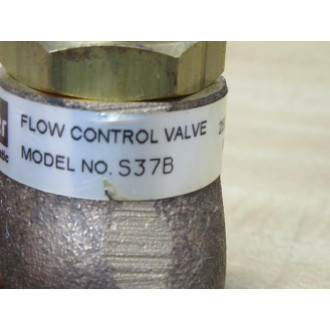 FLOW CONTROL VALVE
MODEL NO. S37B